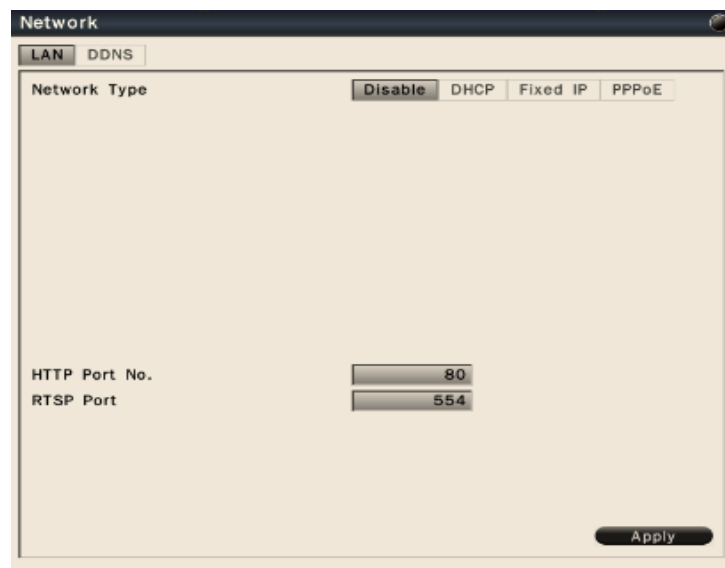 Network
LAN DDNS
Network Type Disable DHCP Fixed IP PPPoE
HTTP Port No. 80
RTSP Port 554
Apply